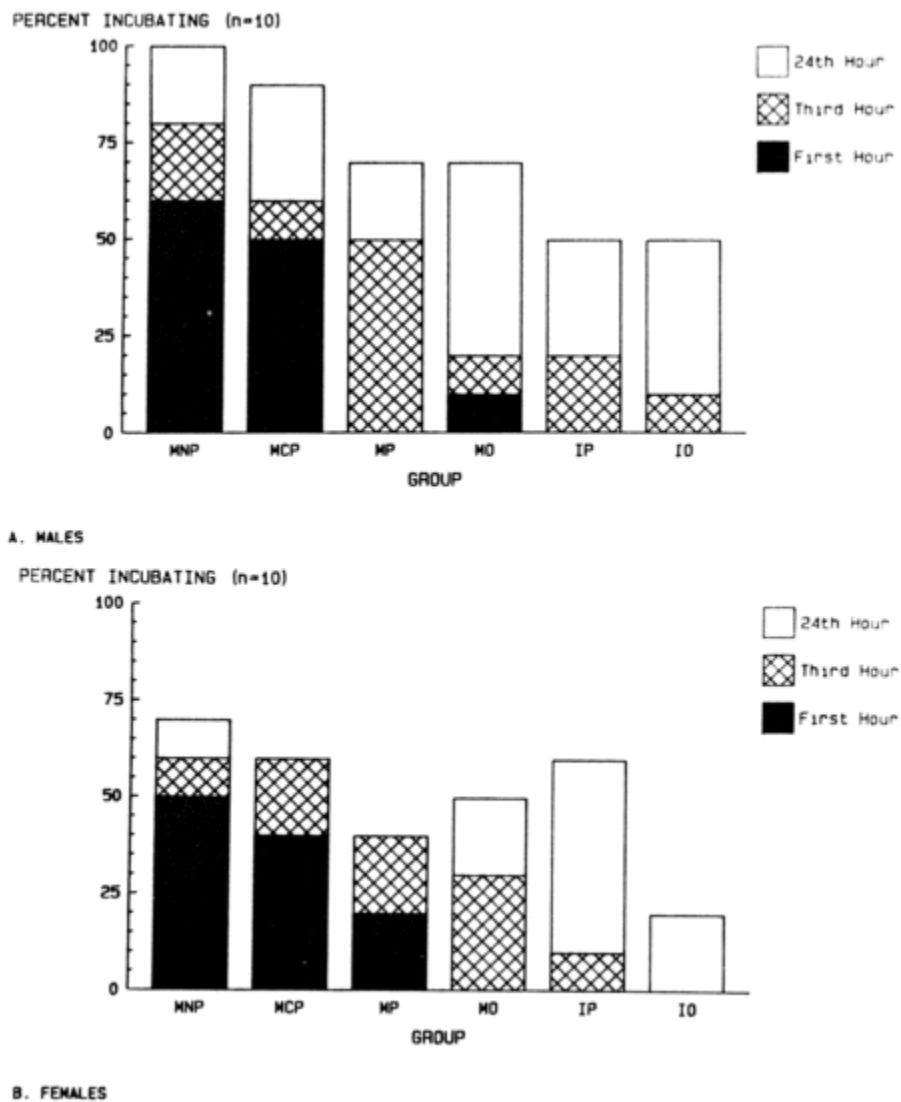 PERCENT INCUBATING (n=10)
100
75
50
25
0
24th Hour
Third Hour
First Hour
MNP MCP MP MO IP IO
GROUP
A. MALES
PERCENT INCUBATING (n=10)
100
75
50
25
0
24th Hour
Third Hour
First Hour
MNP MCP MP MO IP IO
GROUP
B. FEMALES